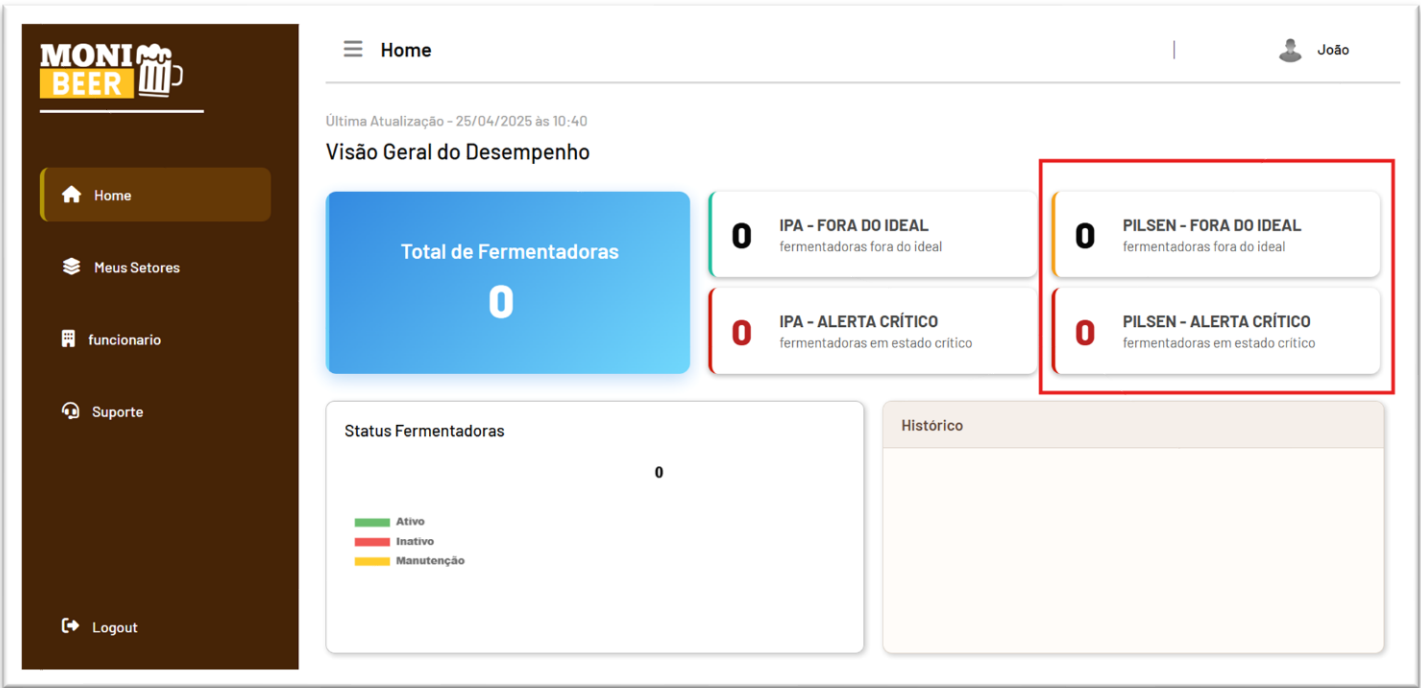 MONI
BEER
Home
João
Última Atualização - 25/04/2025 às 10:40
Visão Geral do Desempenho
Home
Meus Setores
funcionario
Suporte
Logout
Total de Fermentadoras
0
0 IPA - FORA DO IDEAL
fermentadoras fora do ideal
0 PILSEN - FORA DO IDEAL
fermentadoras fora do ideal
0 IPA - ALERTA CRÍTICO
fermentadoras em estado crítico
0 PILSEN - ALERTA CRÍTICO
fermentadoras em estado crítico
Status Fermentadoras
0
Ativo
Inativo
Manutenção
Histórico